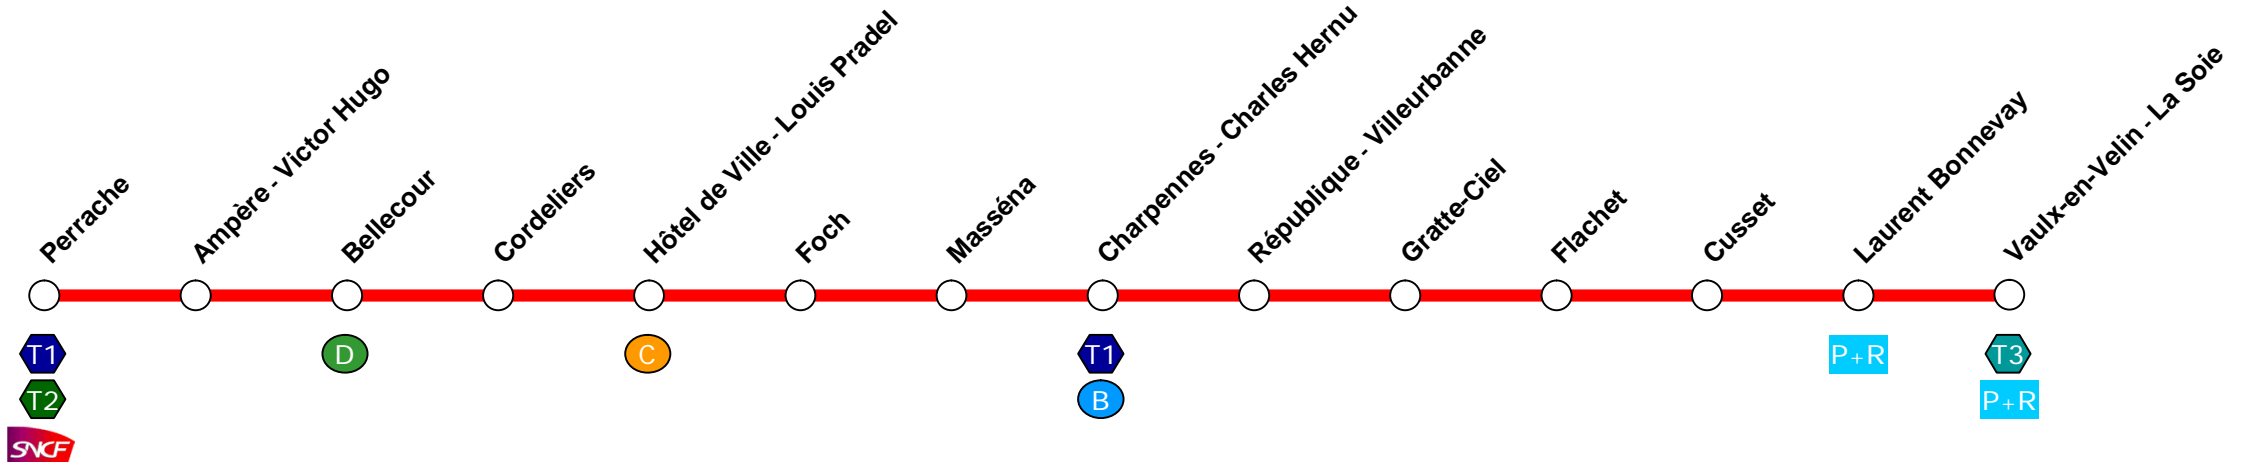 Perrache
Ampère - Victor Hugo
Bellecour
Cordeliers
Hôtel de Ville - Louis Pradel
Foch
Masséna
Charpennes - Charles Hernu
République - Villeurbanne
Gratte-Ciel
Flachet
Cusset
Laurent Bonnevay
Vaulx-en-Velin - La Soie
T1
D
C
T1
P+R
T3
T2
B
P+R
SNCF